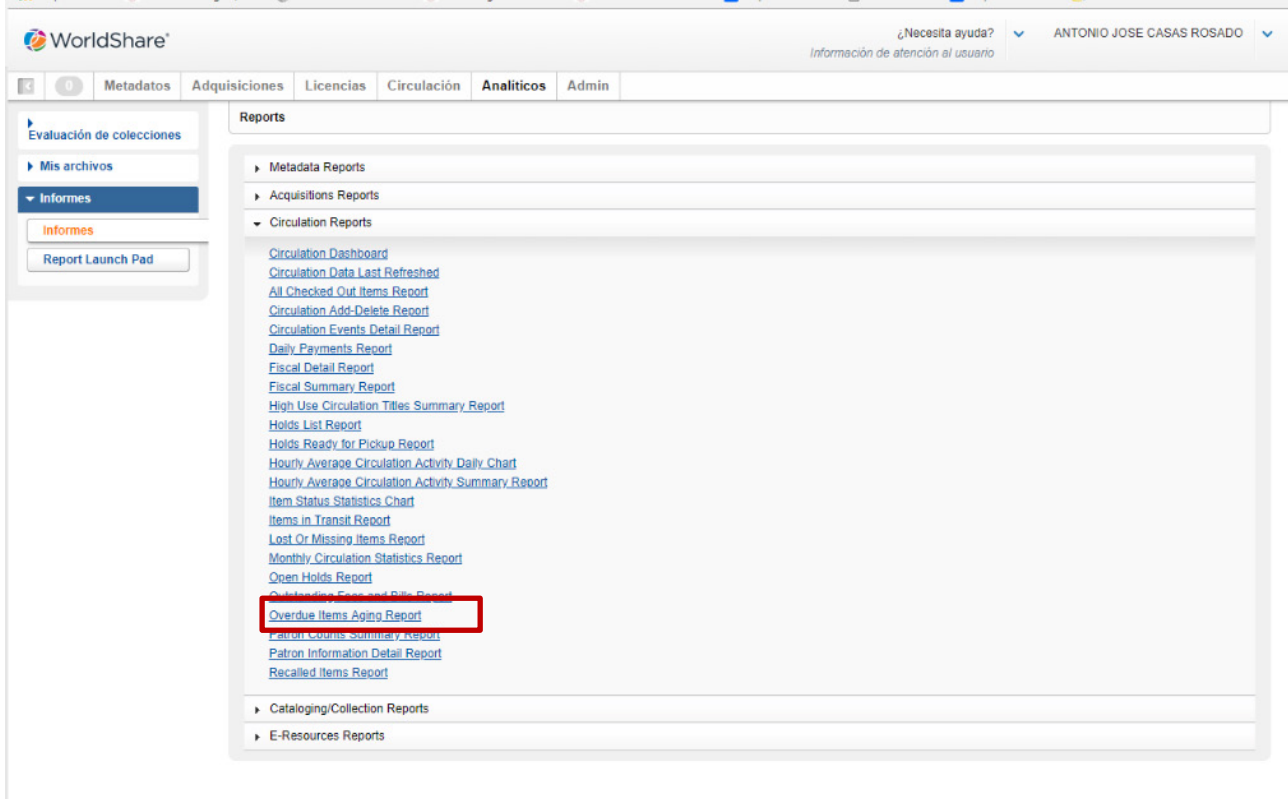 WorldShare®
¿Necesita ayuda?
ANTONIO JOSE CASAS ROSADO
Información de atención al usuario
0
Metadatos
Adquisiciones
Licencias
Circulación
Analíticos
Admin
Evaluación de colecciones
Mis archivos
Informes
Informes
Report Launch Pad
Reports
Metadata Reports
Acquisitions Reports
Circulation Reports
Circulation Dashboard
Circulation Data Last Refreshed
All Checked Out Items Report
Circulation Add-Delete Report
Circulation Events Detail Report
Daily Payments Report
Fiscal Detail Report
Fiscal Summary Report
High Use Circulation Titles Summary Report
Holds List Report
Holds Ready for Pickup Report
Hourly Average Circulation Activity Daily Chart
Hourly Average Circulation Activity Summary Report
Item Status Statistics Chart
Items in Transit Report
Lost Or Missing Items Report
Monthly Circulation Statistics Report
Open Holds Report
Outstanding Fees and Bills Report
Overdue Items Aging Report
Patron Counts Summary Report
Patron Information Detail Report
Recalled Items Report
Cataloging/Collection Reports
E-Resources Reports